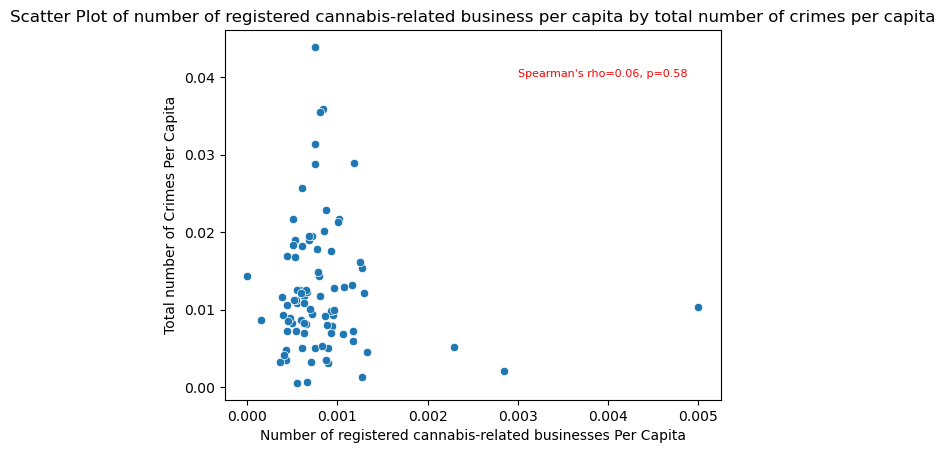 Scatter Plot of number of registered cannabis-related business per capita by total number of crimes per capita
Spearman's rho=0.06, p=0.58
Total number of Crimes Per Capita
0.04
0.03
0.02
0.01
0.00
0.000 0.001 0.002 0.003 0.004 0.005
Number of registered cannabis-related businesses Per Capita